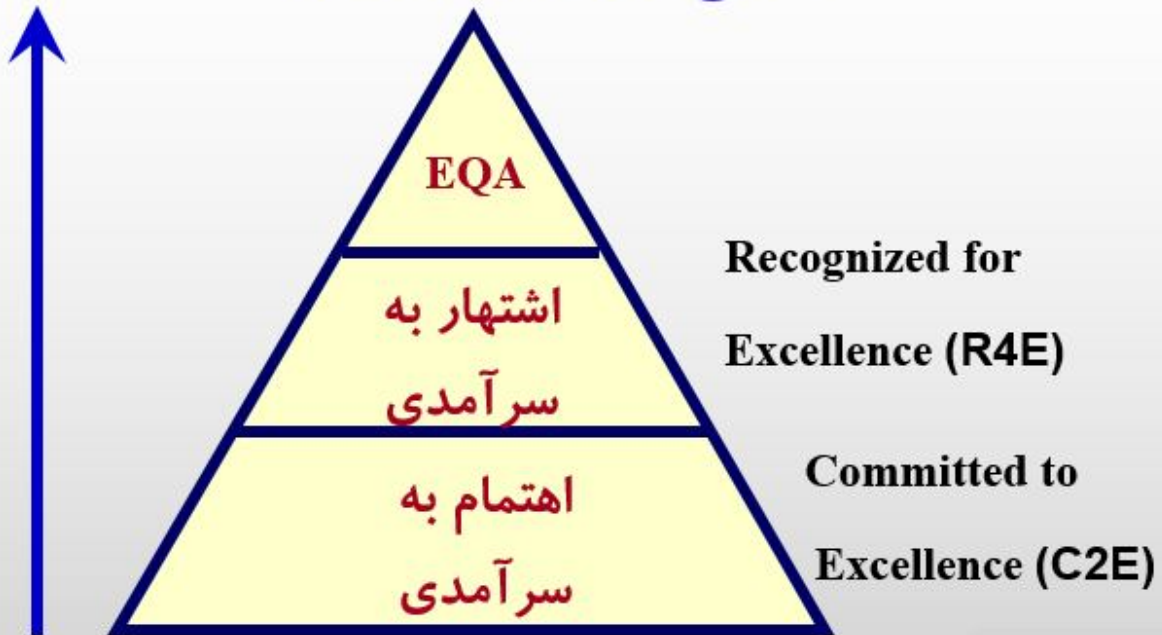 EQA
اشتهار به
سرآمدی
اهتمام به
سرآمدی
Recognized for
Excellence (R4E)
Committed to
Excellence (C2E)